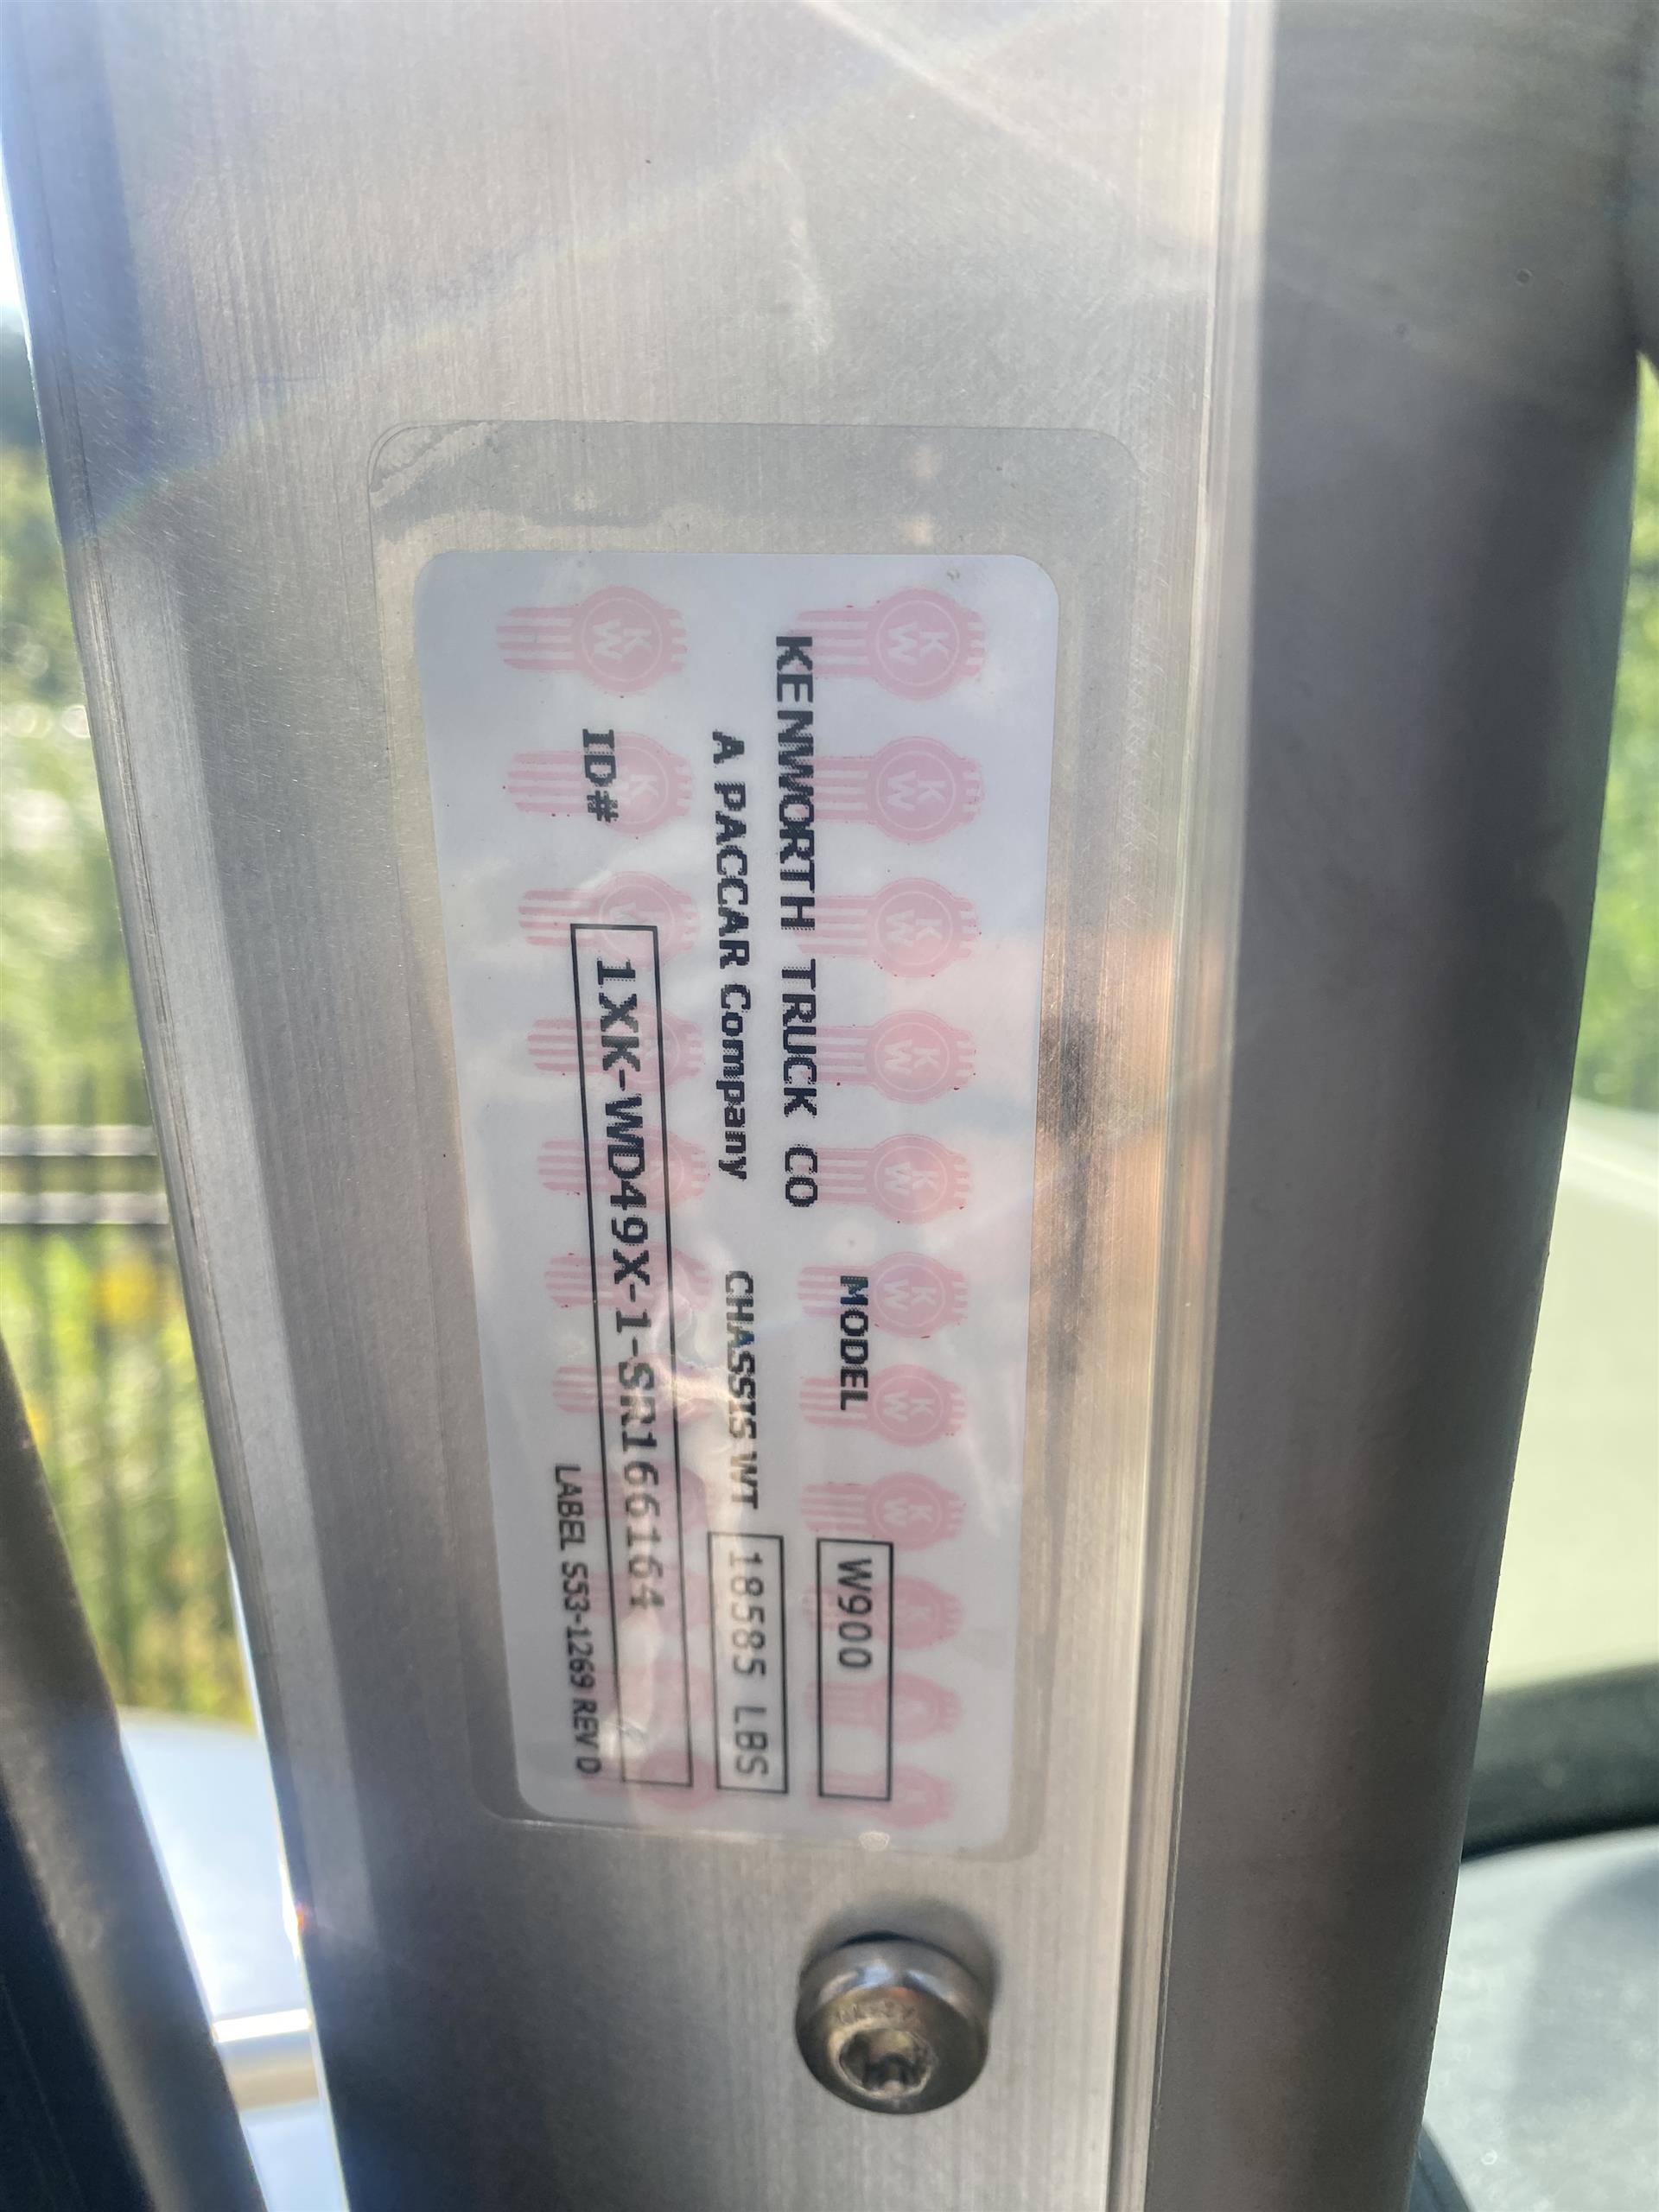 MODEL W900
KENWORTH TRUCK CO
A PACCAR Company CHASSIS WT 18585 LBS
ID# 1XK-WD49X-1-SR166164
LABEL S53-1269 REV 0